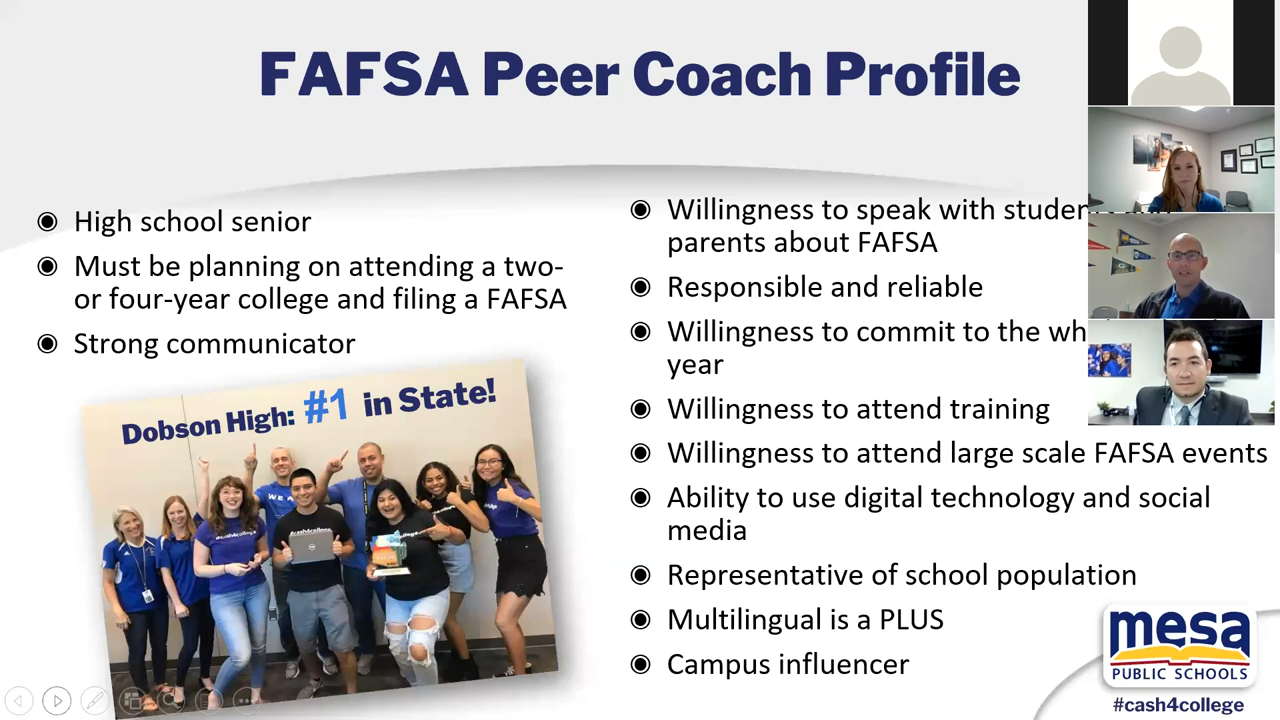 FAFSA Peer Coach Profile
High school senior
Must be planning on attending a two-
or four-year college and filing a FAFSA
Strong communicator
Dobson High: #1 in State!
#cash4college
Willingness to speak with
parents about FAFSA
Responsible and reliable
Willingness to commit to the
year
Willingness to attend training
Willingness to attend large scale FAFSA events
Ability to use digital technology and social
media
Representative of school population
Multilingual is a PLUS
Campus influencer
mesa
PUBLIC SCHOOLS
#cash4college